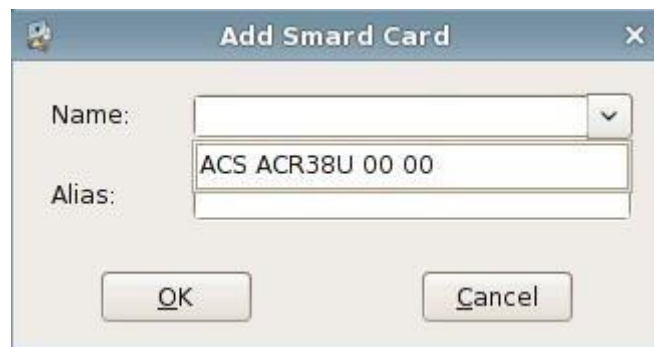 Add Smard Card
Name:
ACS ACR38U 00 00
Alias:
OK
Cancel